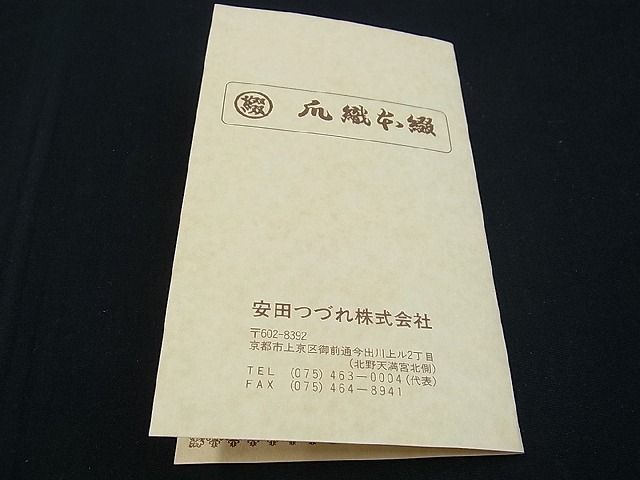 綴 爪織本綴
安田つづれ株式会社
〒602-8392
京都市上京区御前通今出川上ル2丁目
(北野天満宮北側)
TEL (075) 463-0004 (代表)
FAX (075) 464-8941